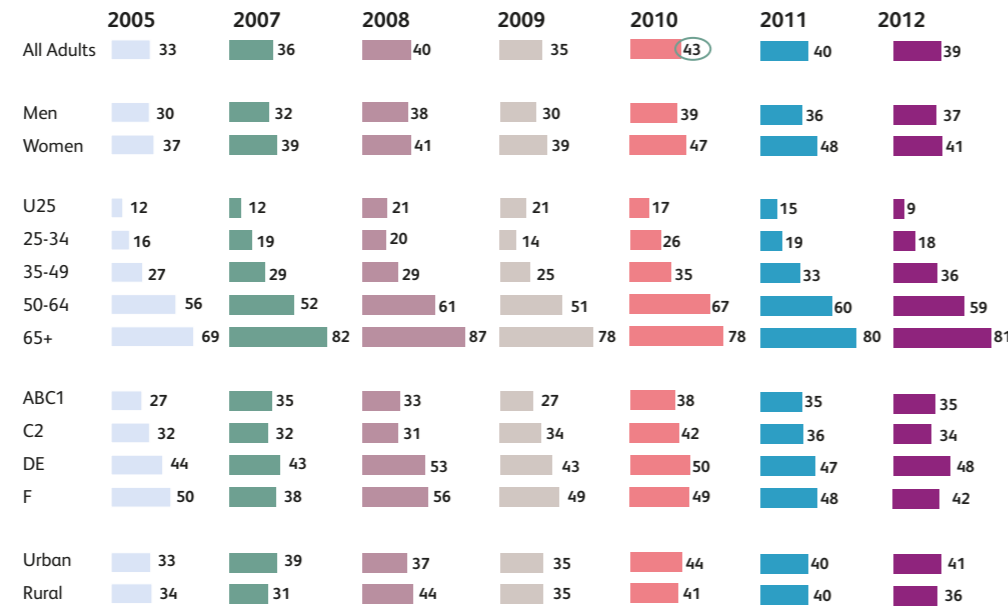 2005 2007 2008 2009 2010 2011 2012
All Adults 33 36 40 35 43 40 39
Men 30 32 38 30 39 36 37
Women 37 39 41 39 47 48 41
U25 12 12 21 21 17 15 9
25-34 16 19 20 14 26 19 18
35-49 27 29 29 25 35 33 36
50-64 56 52 61 51 67 60 59
65+ 69 82 87 78 78 80 81
ABC1 27 35 33 27 38 35 35
C2 32 32 31 34 42 36 34
DE 44 43 53 43 50 47 48
F 50 38 56 49 49 48 42
Urban 33 39 37 35 44 40 41
Rural 34 31 44 35 41 40 36